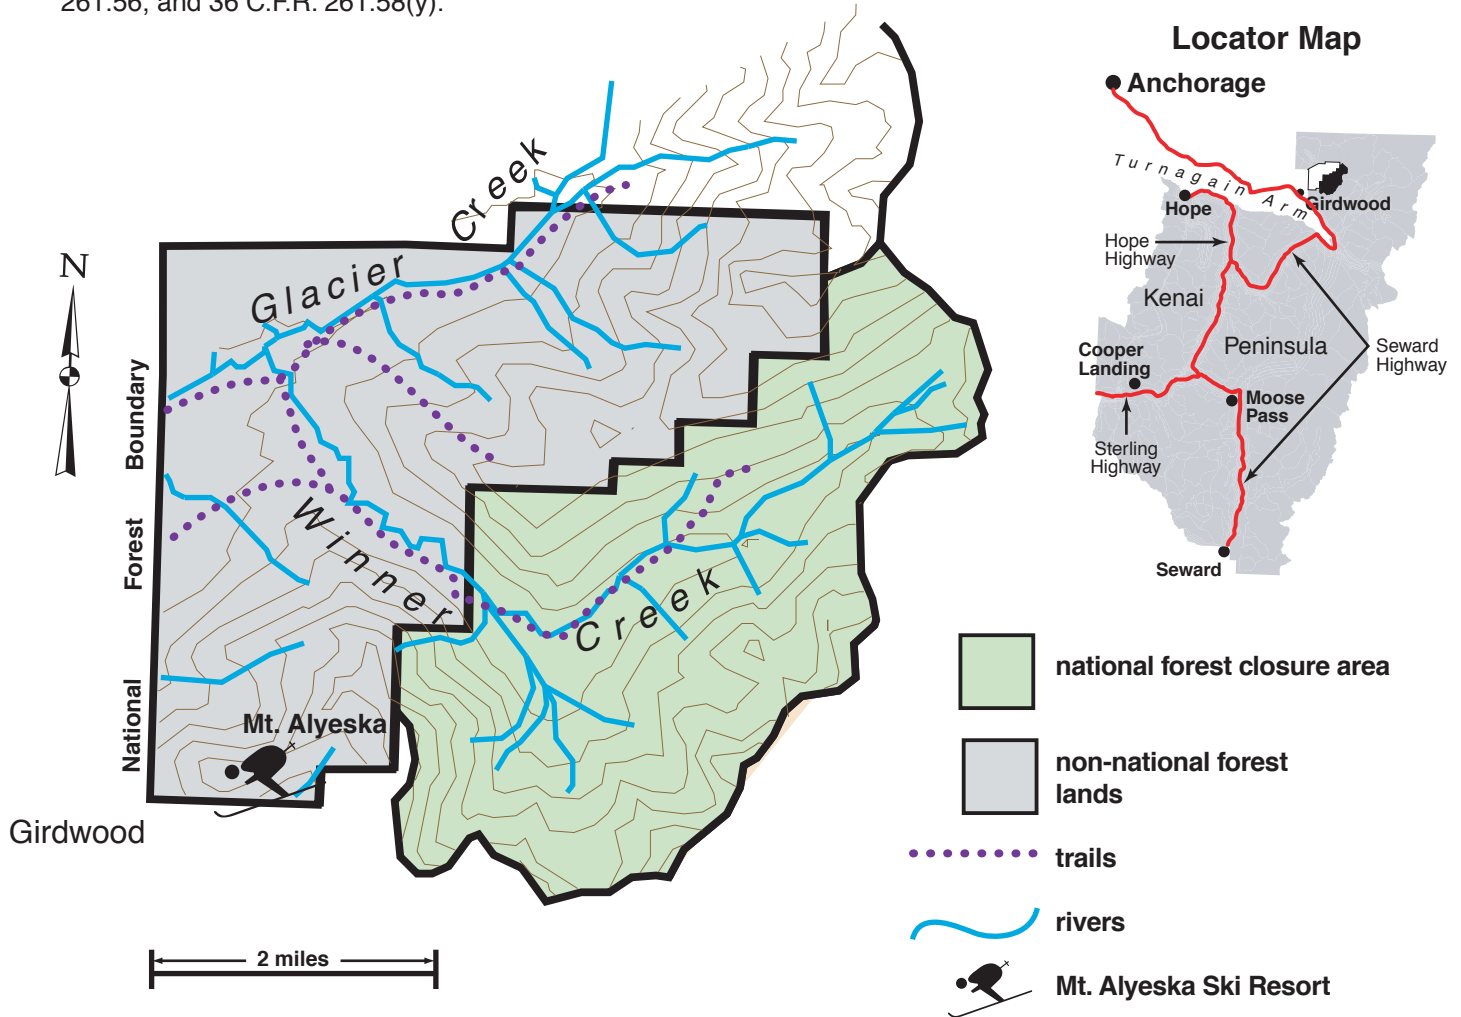 261.56, and 36 C.F.R. 261.58(y).
Locator Map
Anchorage
Turnagain Arm
Girdwood
Hope
Hope
Highway
Kenai
Peninsula
Cooper
Landing
Moose
Pass
Seward
Highway
Sterling
Highway
Seward
N
Glacier Creek
Winner Creek
National Forest Boundary
Mt. Alyeska
Girdwood
2 miles
national forest closure area
non-national forest
lands
trails
rivers
Mt. Alyeska Ski Resort